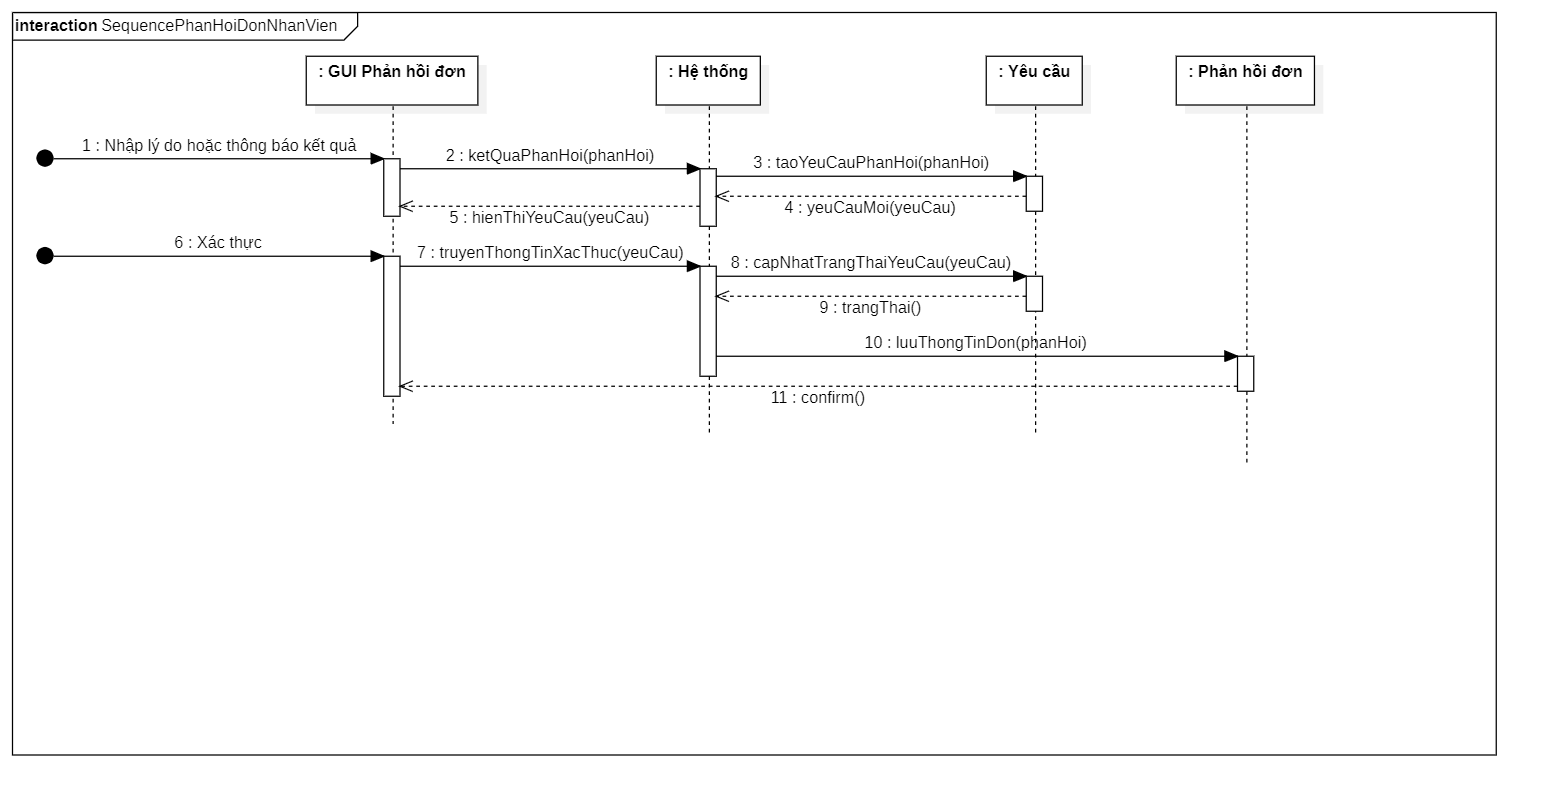 interaction SequencePhanHoiDonNhanVien
: GUI Phản hồi đơn
: Hệ thống
: Yêu cầu
: Phản hồi đơn
1 : Nhập lý do hoặc thông báo kết quả
2 : ketQuaPhanHoi(phanHoi)
3 : taoYeuCauPhanHoi(phanHoi)
4 : yeuCauMoi(yeuCau)
5 : hienThiYeuCau(yeuCau)
6 : Xác thực
7 : truyenThongTinXacThuc(yeuCau)
8 : capNhatTrangThaiYeuCau(yeuCau)
9 : trangThai()
10 : luuThongTinDon(phanHoi)
11 : confirm()